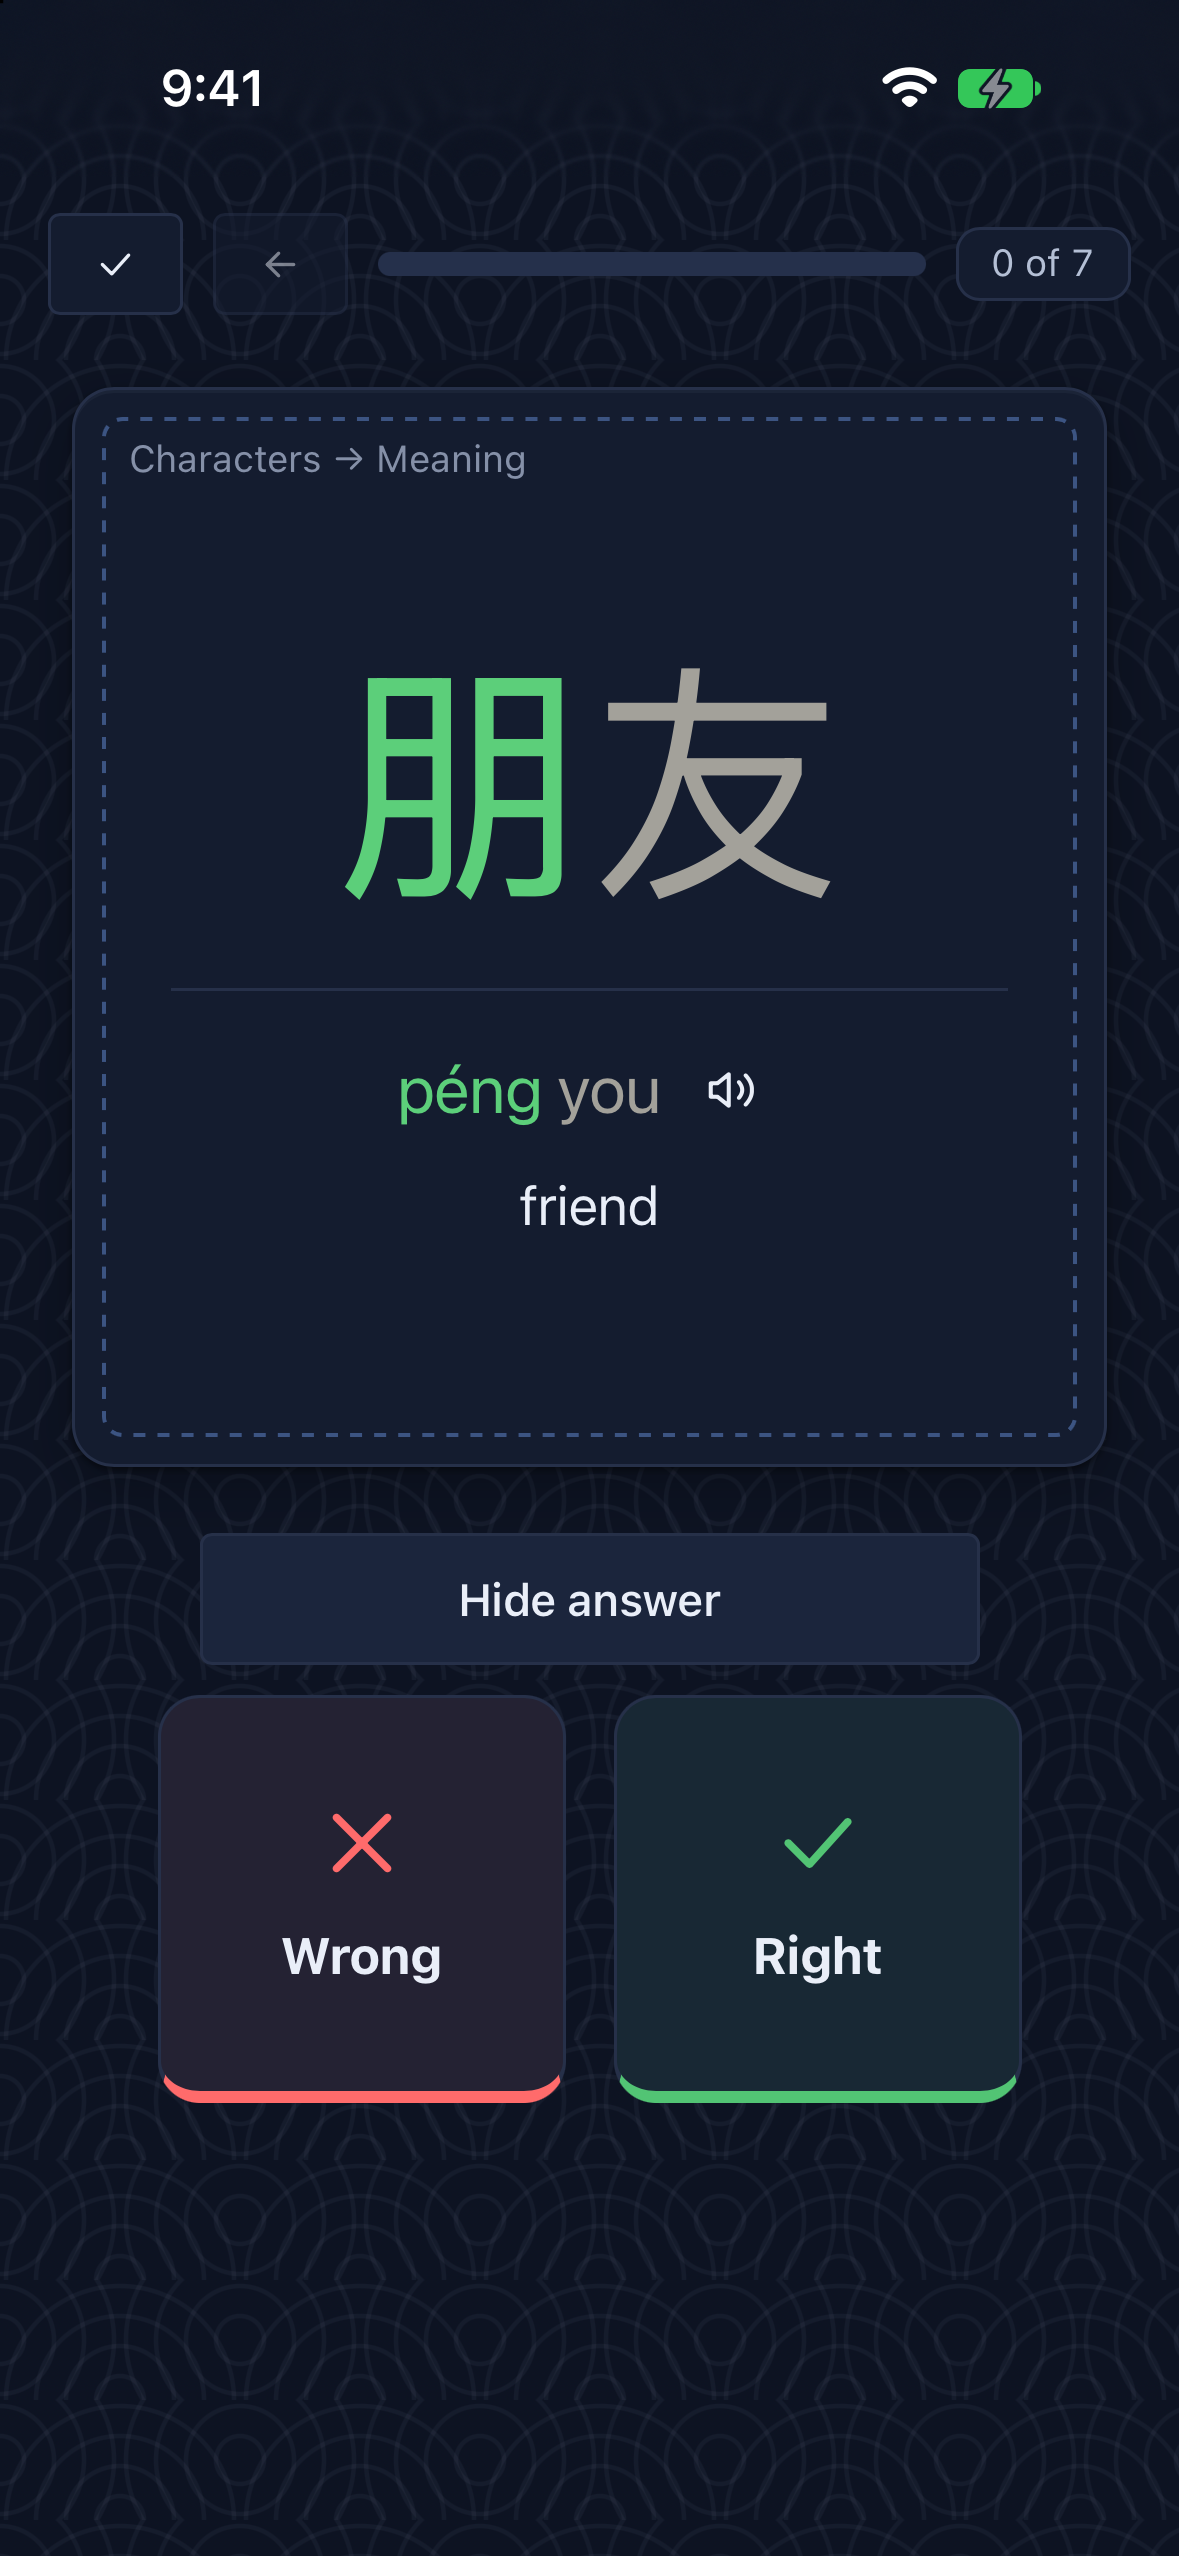 9:41
0 of 7
Characters → Meaning
朋友
péng you
friend
Hide answer
Wrong
Right